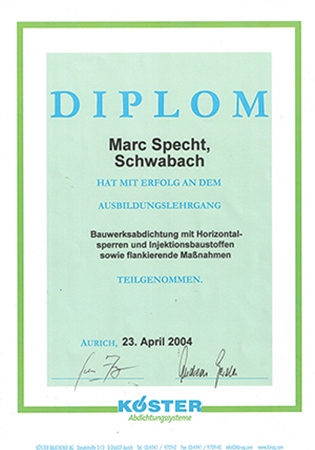 DIPLOM
Marc Specht,
Schwabach
HAT MIT ERFOLG AN DEM
AUSBILDUNGSLEHRGANG
Bauwerksabdichtung mit Horizontal-
sperren und Injektionsbaustoffen
sowie flankierende Maßnahmen
TEILGENOMMEN.
AURICH, 23. April 2004
KÖSTER
Abdichtungssysteme